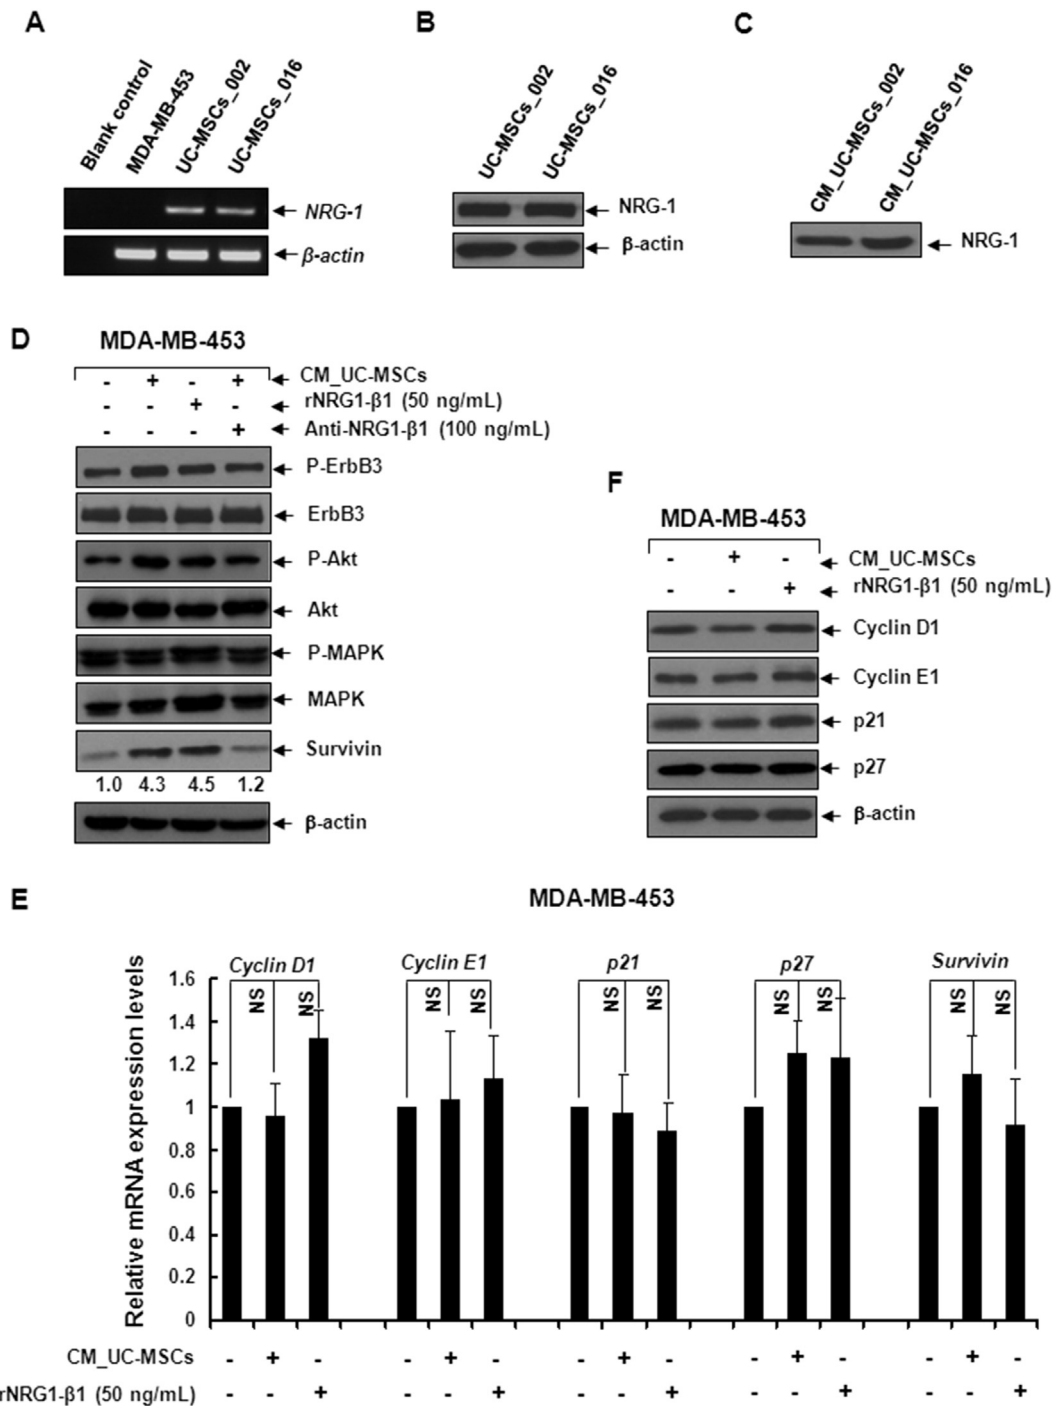 A
Blank control
MDA-MB-453
UC-MSCs_002
UC-MSCs_016
NRG-1
β-actin
B
UC-MSCs_002
UC-MSCs_016
NRG-1
β-actin
C
CM_UC-MSCs_002
CM_UC-MSCs_016
NRG-1
D
MDA-MB-453
- + - + CM_UC-MSCs
- - + - rNRG1-β1 (50 ng/mL)
- - - + Anti-NRG1-β1 (100 ng/mL)
P-ErbB3
ErbB3
P-Akt
Akt
P-MAPK
MAPK
Survivin
1.0 4.3 4.5 1.2
β-actin
F
MDA-MB-453
- + - CM_UC-MSCs
- - + rNRG1-β1 (50 ng/mL)
Cyclin D1
Cyclin E1
p21
p27
β-actin
E
MDA-MB-453
Relative mRNA expression levels
Cyclin D1 Cyclin E1 p21 p27 Survivin
NS NS NS NS NS NS NS NS NS NS
1.6
1.4
1.2
1
0.8
0.6
0.4
0.2
0
CM_UC-MSCs - + - - + - - + - - + - - + -
rNRG1-β1 (50 ng/mL) - - + - - + - - + - - + - - +